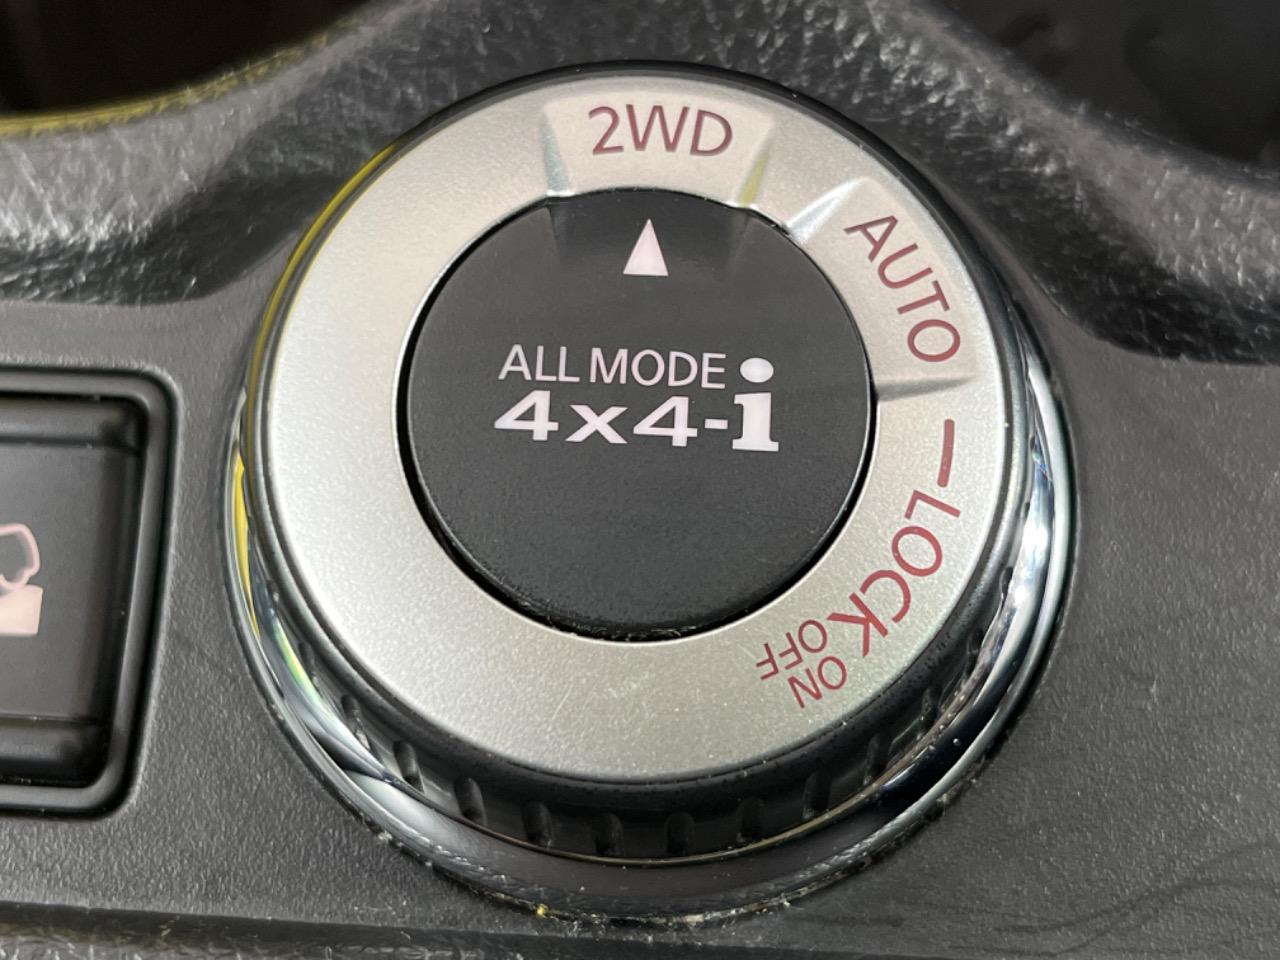 2WD
AUTO
LOCK
ON
OFF
ALL MODE
4x4-i